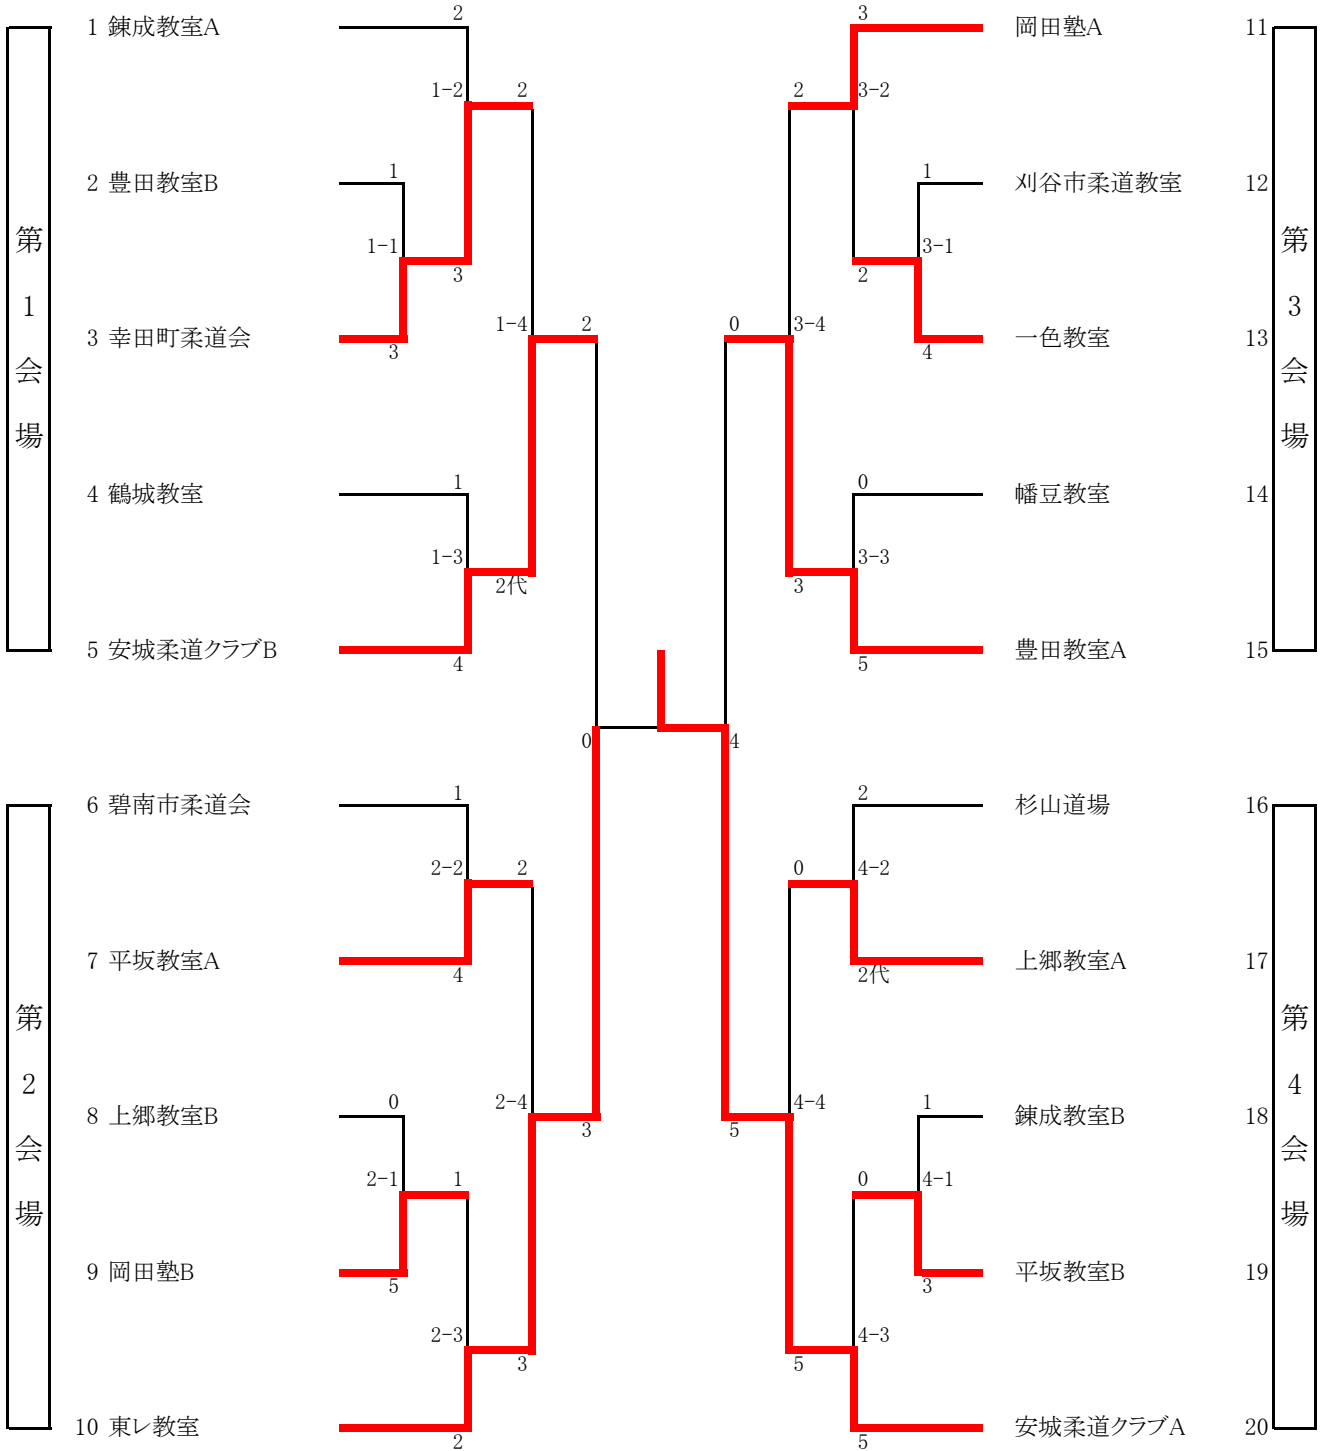 2
3
1 錬成教室A
岡田塾A
11
1-2
2
2
3-2
1
1
2 豊田教室B
刈谷市柔道教室
12
第1会場
第3会場
1-1
3
2
3-1
1-4
2
0
3-4
3 幸田町柔道会
一色教室
13
3
4
1
0
4 鶴城教室
幡豆教室
14
1-3
2代
3
3-3
5 安城柔道クラブB
豊田教室A
15
4
5
0
4
1
2
6 碧南市柔道会
杉山道場
16
2-2
2
0
4-2
7 平坂教室A
上郷教室A
17
4
2代
第2会場
第4会場
0
2-4
4-4
1
8 上郷教室B
錬成教室B
18
3
5
2-1
1
0
4-1
9 岡田塾B
平坂教室B
19
5
3
2-3
4-3
3
5
10 東レ教室
安城柔道クラブA
20
2
5